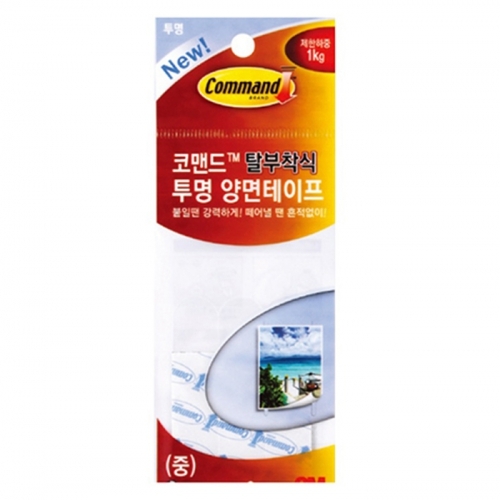 투명
New!
제한하중
1kg
Command
BRAND
코맨드™ 탈부착식
투명 양면테이프
붙일땐 강력하게! 떼어낼 땐 흔적없이!
(중)
3M